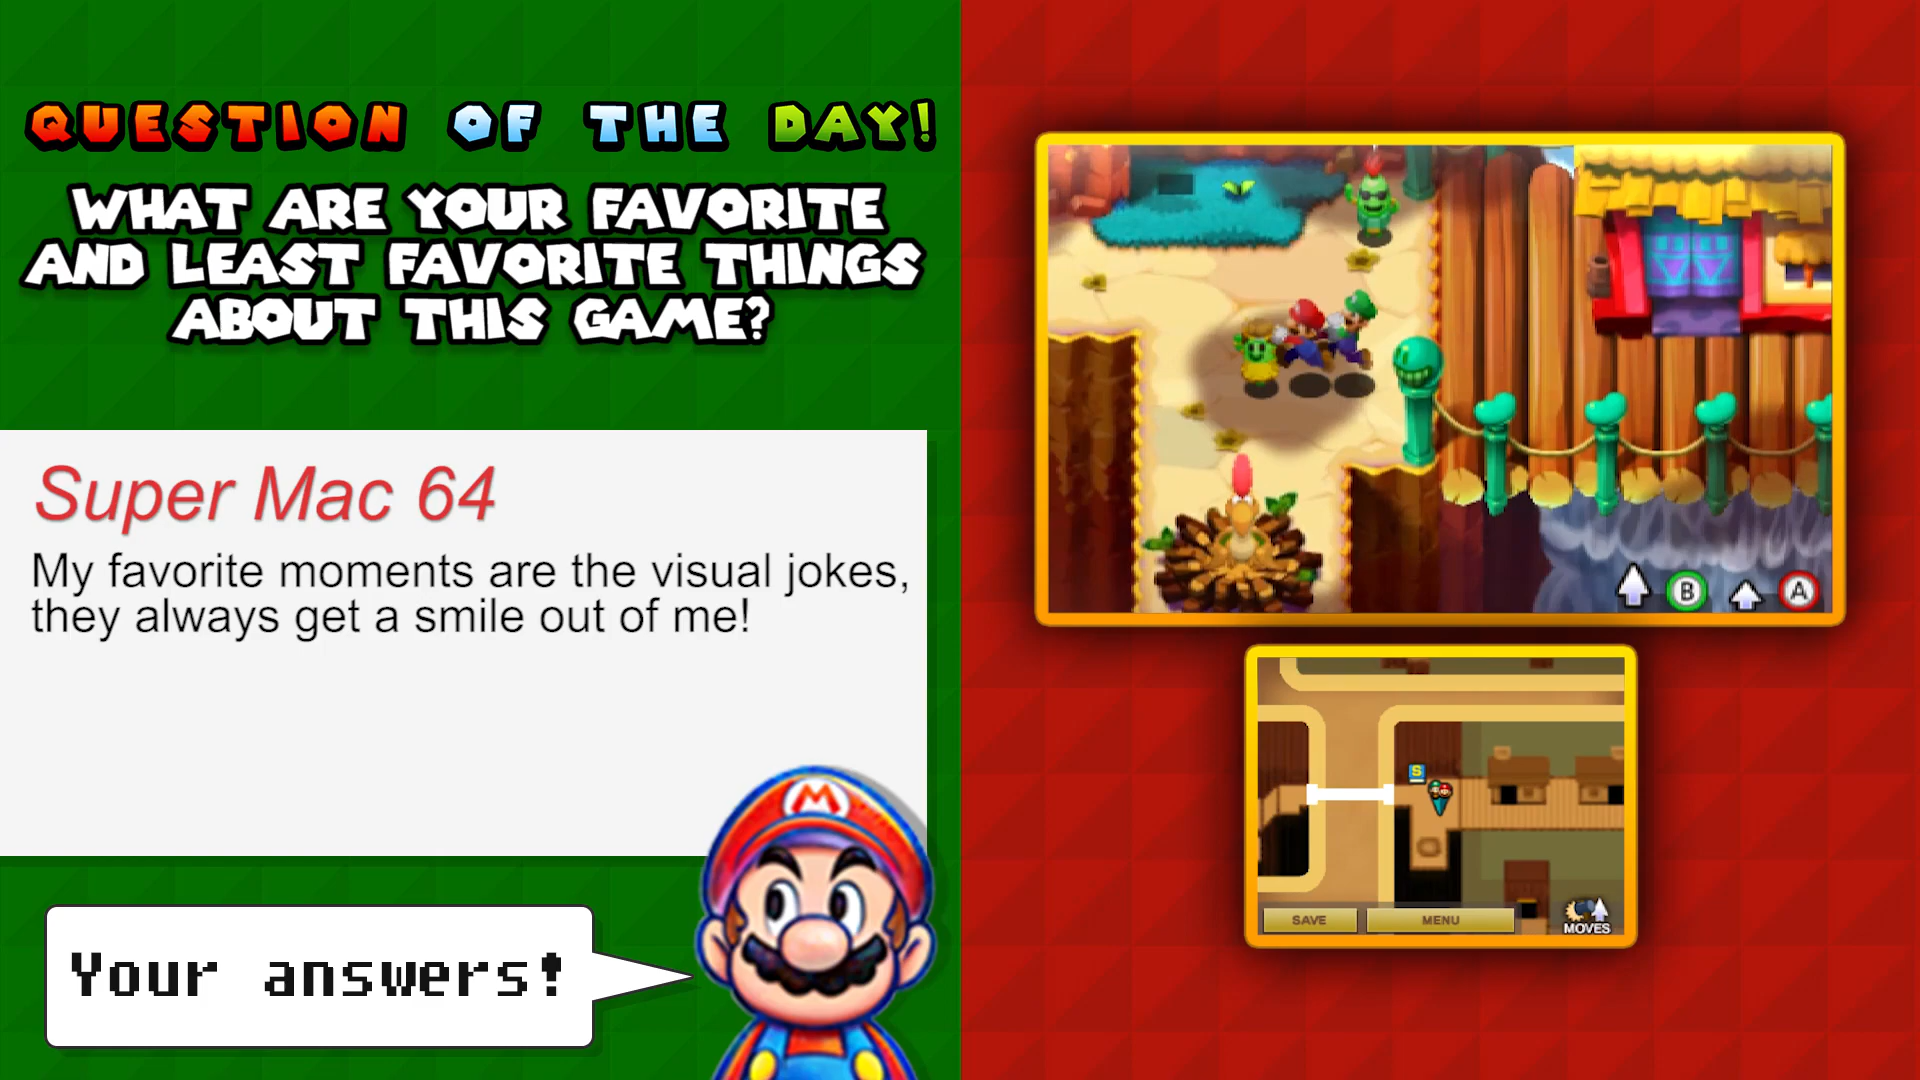 QUESTION OF THE DAY!
WHAT ARE YOUR FAVORITE
AND LEAST FAVORITE THINGS
ABOUT THIS GAME?
Super Mac 64
My favorite moments are the visual jokes,
they always get a smile out of me!
M
Your answers!
B
A
S
SAVE
MENU
MOVES